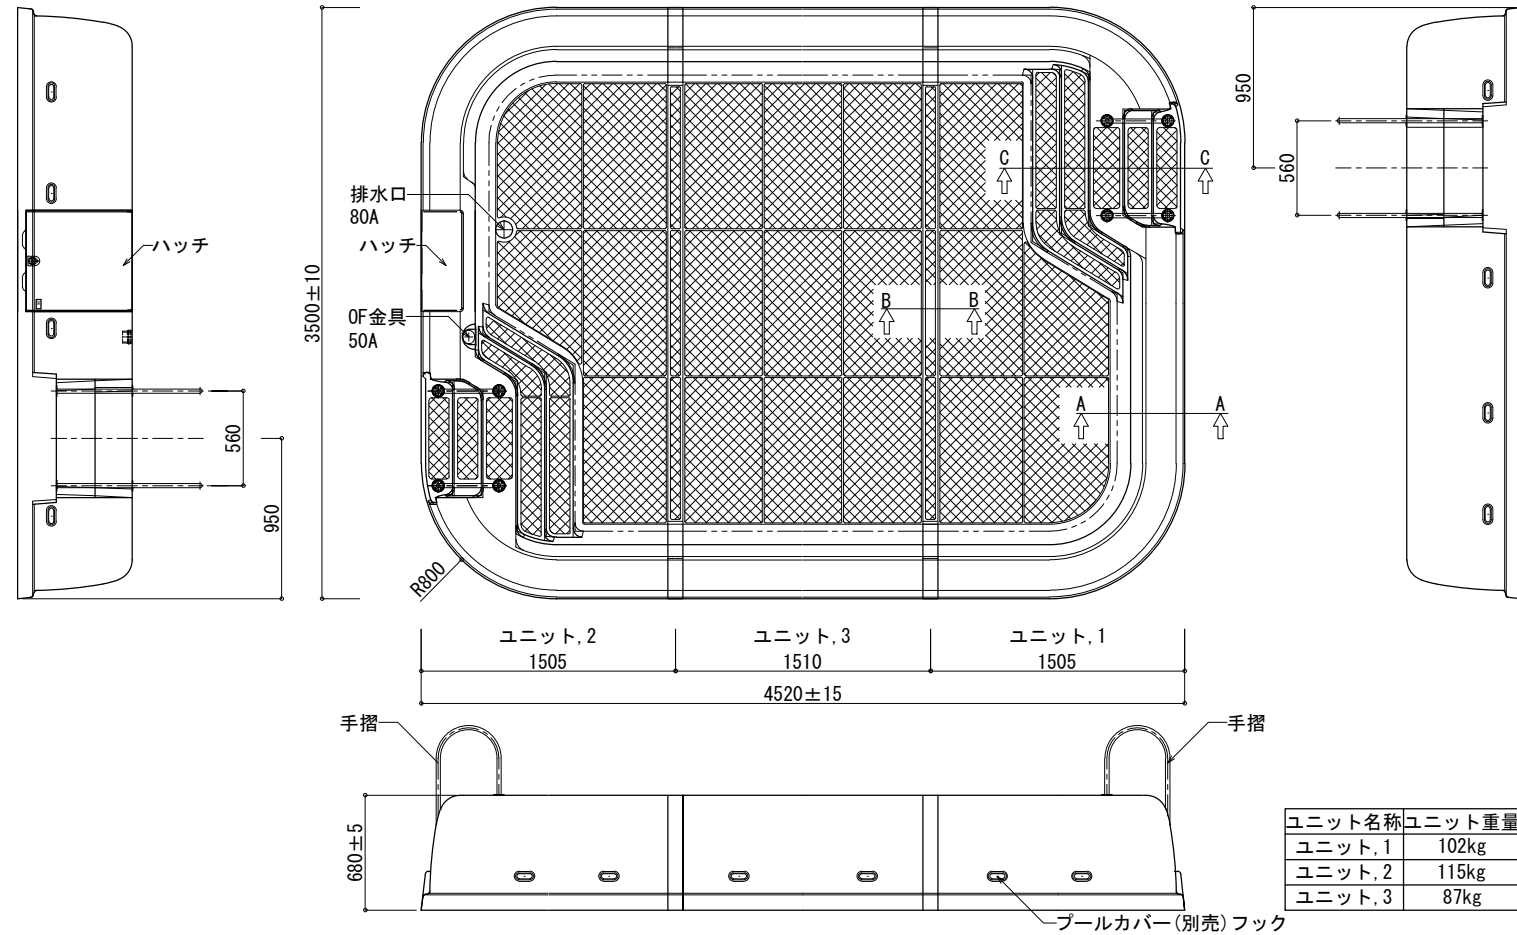 950
560
C
C
排水口
80A
ハッチ
ハッチ
3500±10
B
B
OF金具
50A
A
A
560
950
R800
ユニット,2
ユニット,3
ユニット,1
1505
1510
1505
4520±15
手摺
手摺
680±5
ユニット名称 ユニット重量
ユニット,1 102kg
ユニット,2 115kg
ユニット,3 87kg
プールカバー(別売)フック